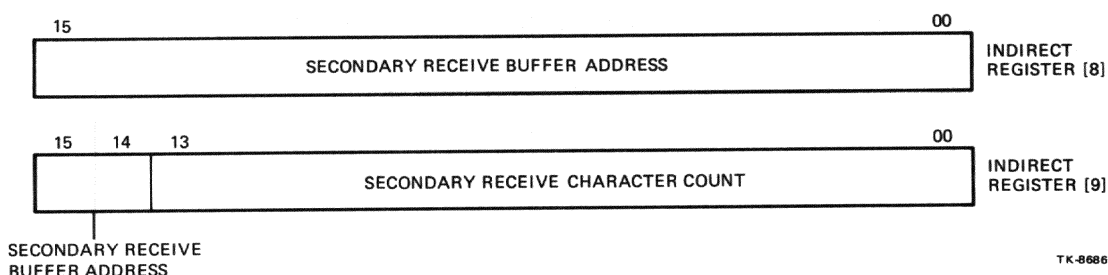 15 00
SECONDARY RECEIVE BUFFER ADDRESS
INDIRECT
REGISTER [8]
15 14 13 00
SECONDARY RECEIVE CHARACTER COUNT
INDIRECT
REGISTER [9]
SECONDARY RECEIVE
BUFFER ADDRESS
TK-8686